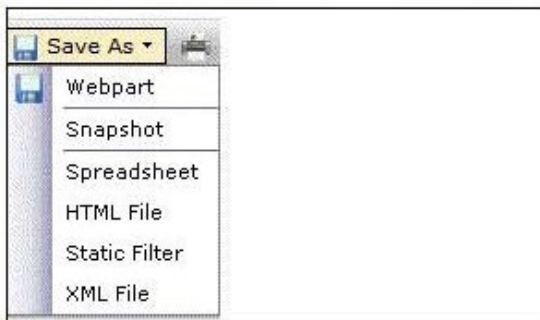 Save As
Webpart
Snapshot
Spreadsheet
HTML File
Static Filter
XML File